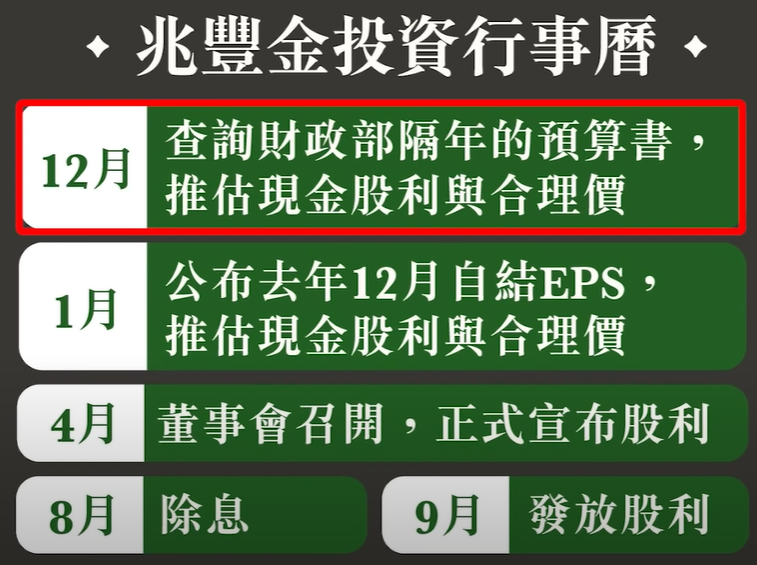 兆豐金投資行事曆
12月
查詢財政部隔年的預算書，
推估現金股利與合理價
1月
公布去年12月自結EPS，
推估現金股利與合理價
4月
董事會召開，正式宣布股利
8月
除息
9月
發放股利